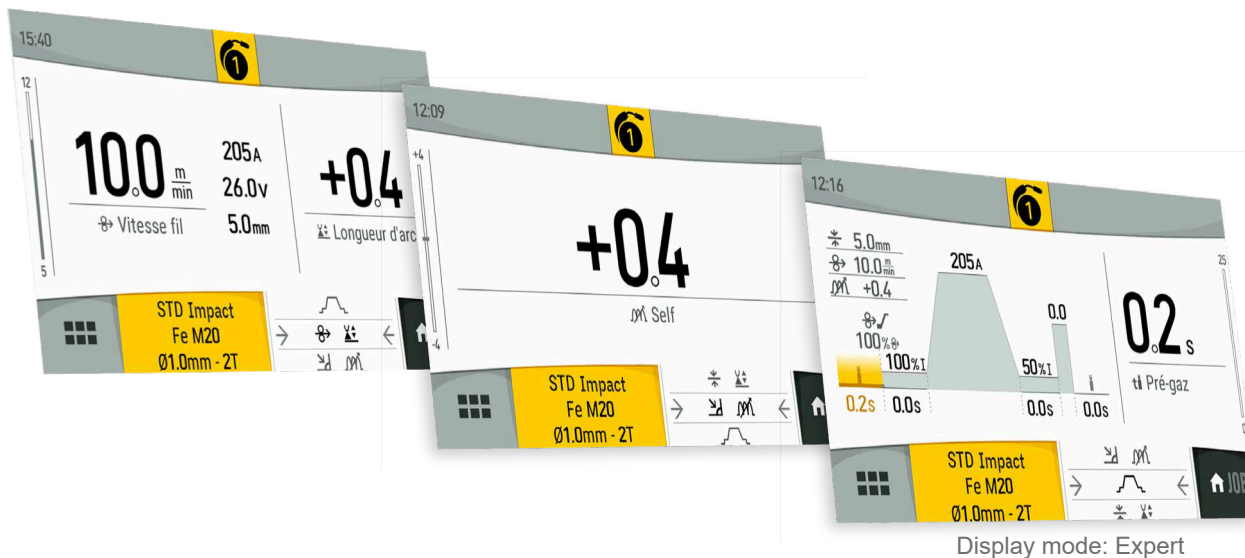 15:40
1
12
5
10.0 m/min
205A
26.0V
5.0mm
Vitesse fil
+0.4
Longueur d'arc
STD Impact
Fe M20
Ø1.0mm - 2T
12:09
1
+4
-4
+0.4
Self
STD Impact
Fe M20
Ø1.0mm - 2T
12:16
1
5.0mm
10.0 m/min
+0.4
100%
205A
100%I
50%I
0.0
0.2s
0.0s
0.0s
0.0s
0.2 s
Pré-gaz
25
STD Impact
Fe M20
Ø1.0mm - 2T
Display mode: Expert